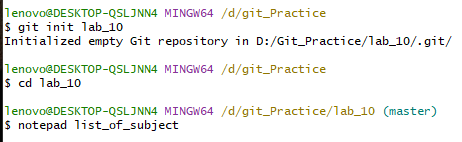 lenovo@DESKTOP-QSLJNN4 MINGW64 /d/git_Practice
$ git init lab_10
Initialized empty Git repository in D:/Git_Practice/lab_10/.git/
lenovo@DESKTOP-QSLJNN4 MINGW64 /d/git_Practice
$ cd lab_10
lenovo@DESKTOP-QSLJNN4 MINGW64 /d/git_Practice/lab_10 (master)
$ notepad list_of_subject